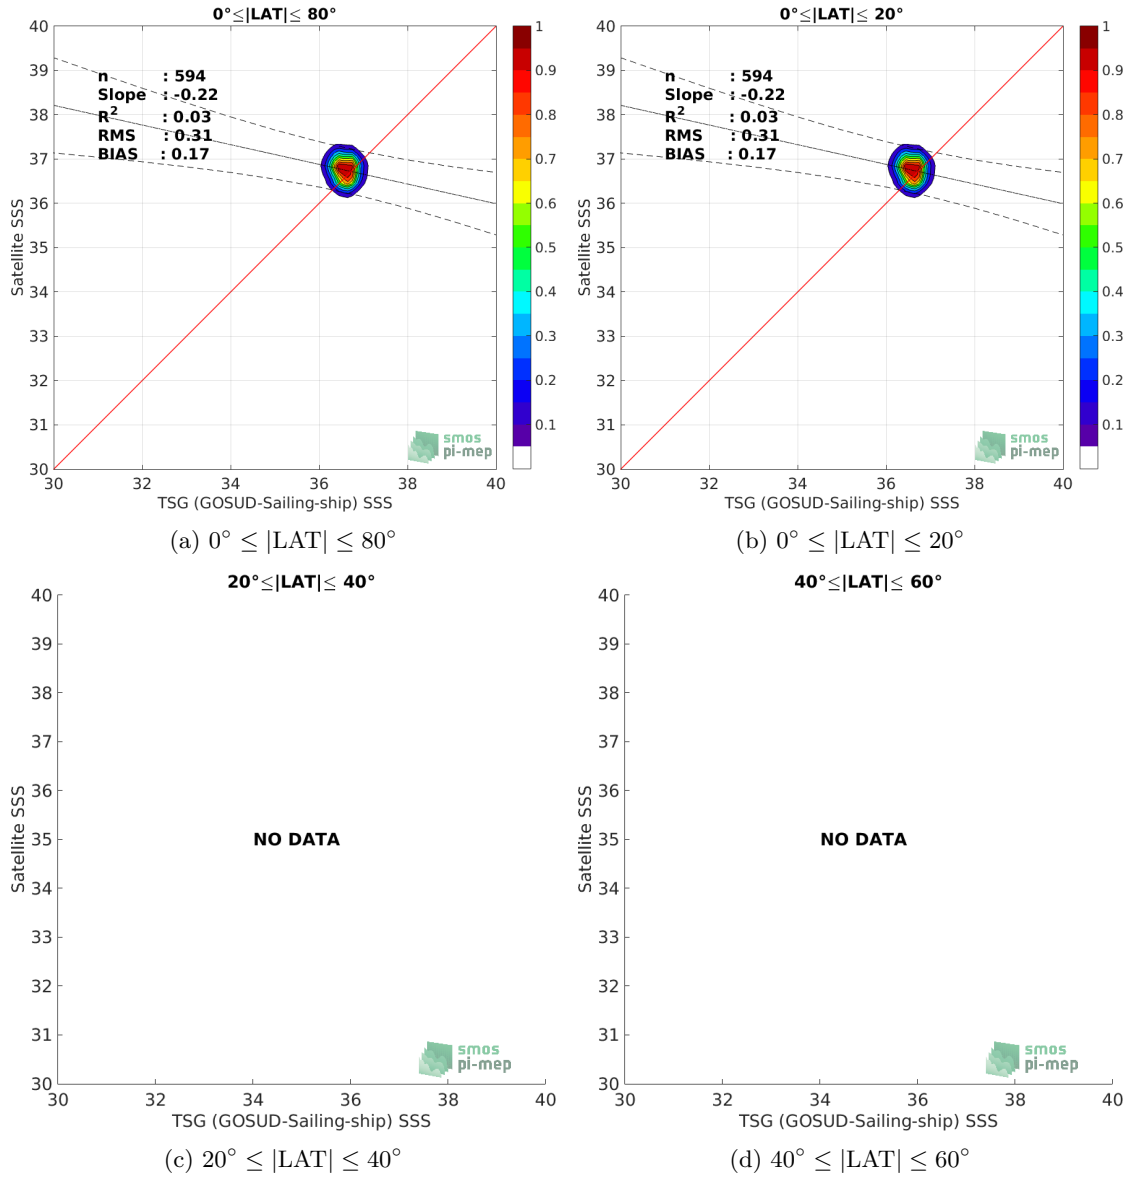 0°≤|LAT|≤ 80°
40
39
38
37
36
35
34
33
32
31
30
Satellite SSS
n : 594
Slope : -0.22
R2 : 0.03
RMS : 0.31
BIAS : 0.17
smos
pi-mep
30 32 34 36 38 40
TSG (GOSUD-Sailing-ship) SSS
1
0.9
0.8
0.7
0.6
0.5
0.4
0.3
0.2
0.1
(a) 0° ≤ |LAT| ≤ 80°
0°≤|LAT|≤ 20°
40
39
38
37
36
35
34
33
32
31
30
Satellite SSS
n : 594
Slope : -0.22
R2 : 0.03
RMS : 0.31
BIAS : 0.17
smos
pi-mep
30 32 34 36 38 40
TSG (GOSUD-Sailing-ship) SSS
1
0.9
0.8
0.7
0.6
0.5
0.4
0.3
0.2
0.1
(b) 0° ≤ |LAT| ≤ 20°
20°≤|LAT|≤ 40°
40
39
38
37
36
35
34
33
32
31
30
Satellite SSS
NO DATA
smos
pi-mep
30 32 34 36 38 40
TSG (GOSUD-Sailing-ship) SSS
(c) 20° ≤ |LAT| ≤ 40°
40°≤|LAT|≤ 60°
40
39
38
37
36
35
34
33
32
31
30
Satellite SSS
NO DATA
smos
pi-mep
30 32 34 36 38 40
TSG (GOSUD-Sailing-ship) SSS
(d) 40° ≤ |LAT| ≤ 60°